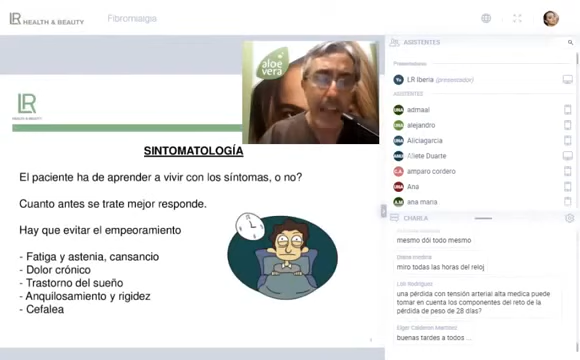 LR HEALTH & BEAUTY
Fibromialgia
aloe
vera
LR
HEALTH & BEAUTY
SINTOMATOLOGÍA
El paciente ha de aprender a vivir con los síntomas, o no?
Cuanto antes se trate mejor responde.
Hay que evitar el empeoramiento
- Fatiga y astenia, cansancio
- Dolor crónico
- Trastorno del sueño
- Anquilosamiento y rigidez
- Cefalea
ASISTENTES
LR Iberia (presentador)
ASISTENTES
admaal
alejandro
Aliciagarcia
Duarte
amparo cordero
Ana
ana mana
CHARLA
mesmo dói todo mesmo
miro todas las horas del reloj
una pérdida con tensión arterial alta medica puede
tomar en cuenta los componentes del reto de la
pérdida de peso de 28 días?
buenas tardes a todos ...